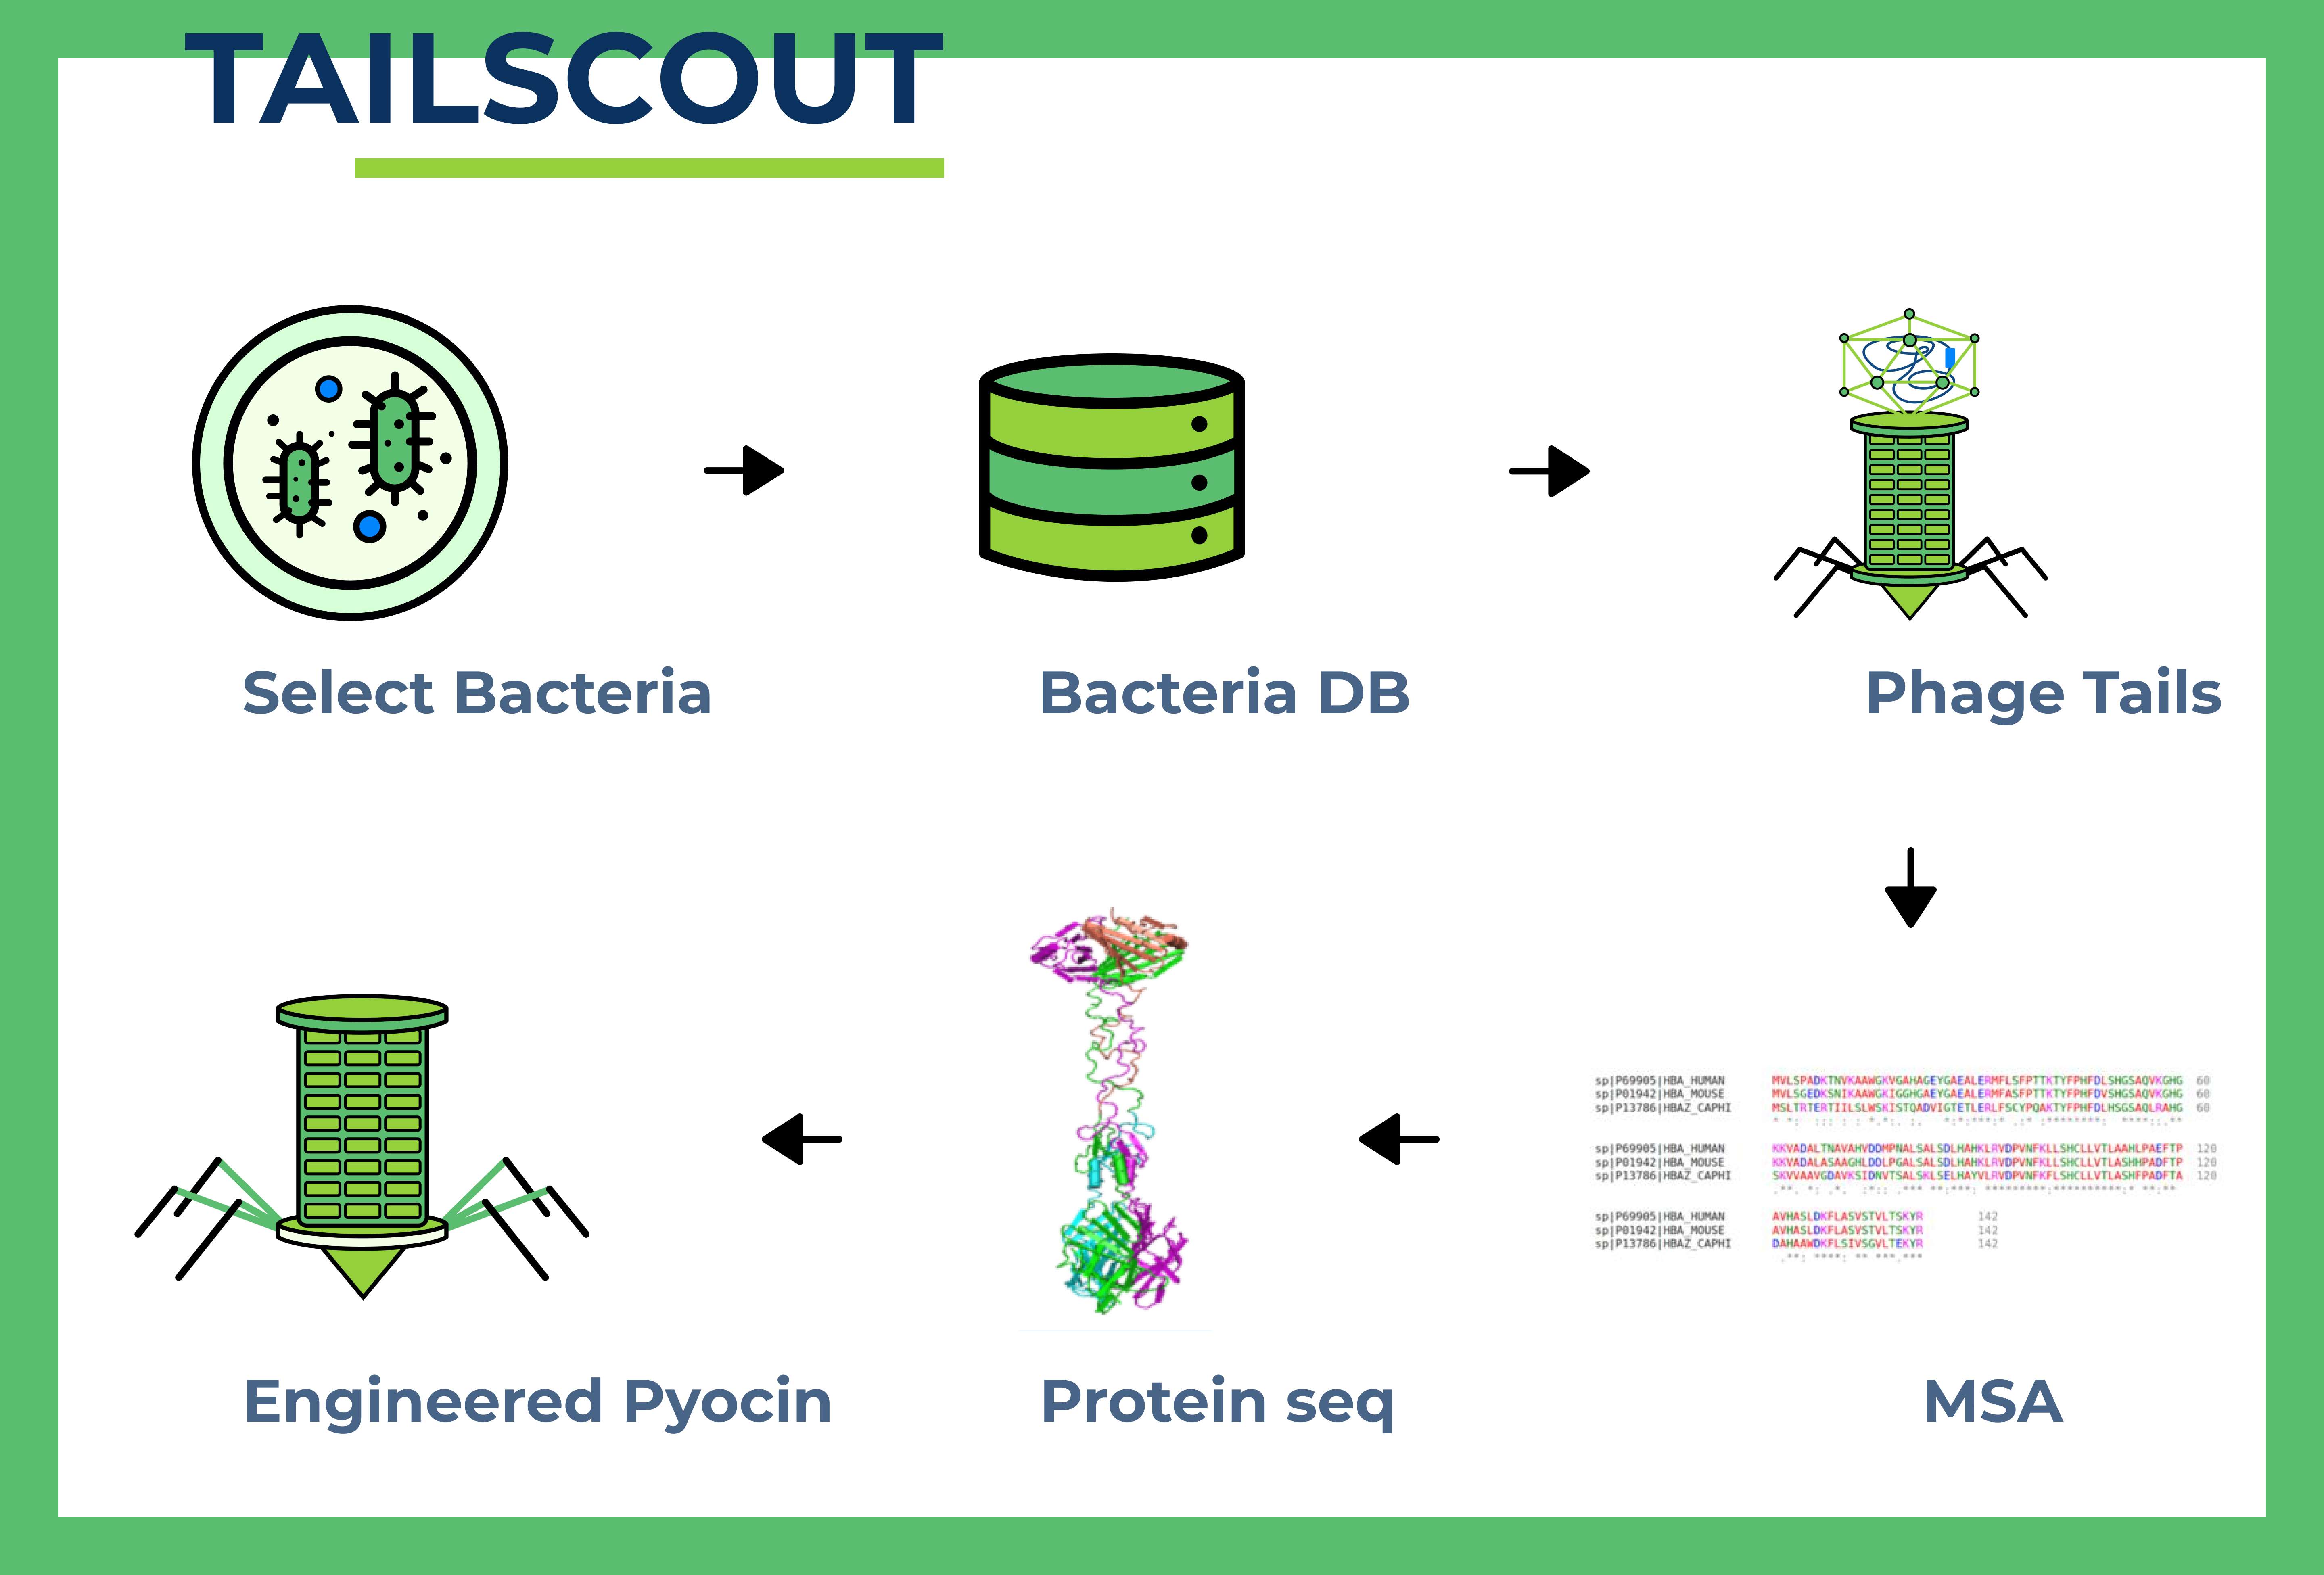 TAILSCOUT
Select Bacteria
Bacteria DB
Phage Tails
sp|P69905|HBA_HUMAN MVLSPADKTNVKAAWGKVGAHAGEYGAEALERMFLSFPTTKTYFPHFDLSHGSAQVKGHG 60
sp|P01942|HBA_MOUSE MVLSGEDKSNIKAAWGKIGGHGAEYGAEALERMFASFPTTKTYFPHFDVSHGSAQVKGHG 60
sp|P13786|HBAZ_CAPHI MSLTRTERTIILSLWSKISTQADVIGTETLERLFSCYPQAKTYFPHFDLHSGSAQLRAHG 60
sp|P69905|HBA_HUMAN KKVADALTNAVAHVDDMPNALSALSDLHAHKLRVDPVNFKLLSHCLLVTLAAHLPAEFTP 120
sp|P01942|HBA_MOUSE KKVADALASAAGHLDDLPGALSALSDLHAHKLRVDPVNFKLLSHCLLVTLASHHPADFTP 120
sp|P13786|HBAZ_CAPHI SKVVAAVGDAVKSIDNVTSALSKLSELHAYVLRVDPVNFKFLSHCLLVTLASHFPADFTA 120
sp|P69905|HBA_HUMAN AVHASLDKFLASVSTVLTSKYR 142
sp|P01942|HBA_MOUSE AVHASLDKFLASVSTVLTSKYR 142
sp|P13786|HBAZ_CAPHI DAHAAWDKFLSIVSGVLTEKYR 142
Engineered Pyocin
Protein seq
MSA